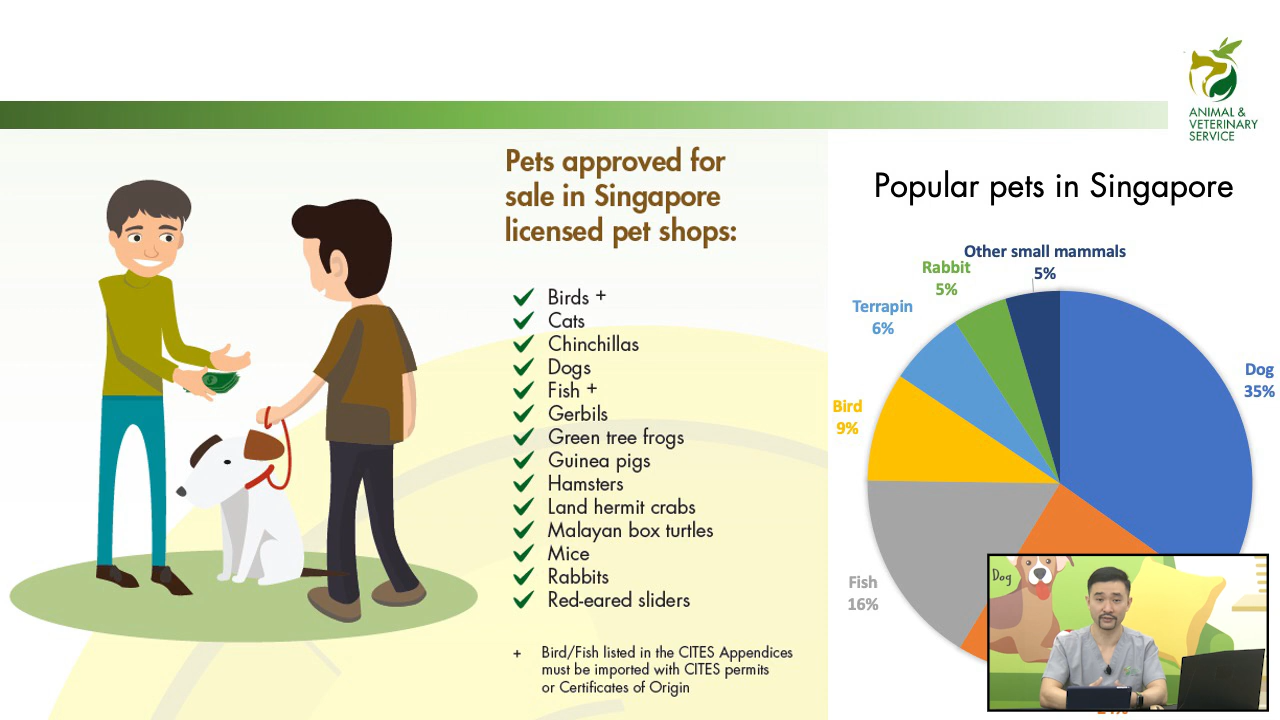 ANIMAL &
VETERINARY
SERVICE
Pets approved for
sale in Singapore
licensed pet shops:
Birds +
Cats
Chinchillas
Dogs
Fish +
Gerbils
Green tree frogs
Guinea pigs
Hamsters
Land hermit crabs
Malayan box turtles
Mice
Rabbits
Red-eared sliders
+ Bird/Fish listed in the CITES Appendices
must be imported with CITES permits
or Certificates of Origin
Popular pets in Singapore
Other small mammals
5%
Rabbit
5%
Terrapin
6%
Dog
35%
Bird
9%
Fish
16%
Dog